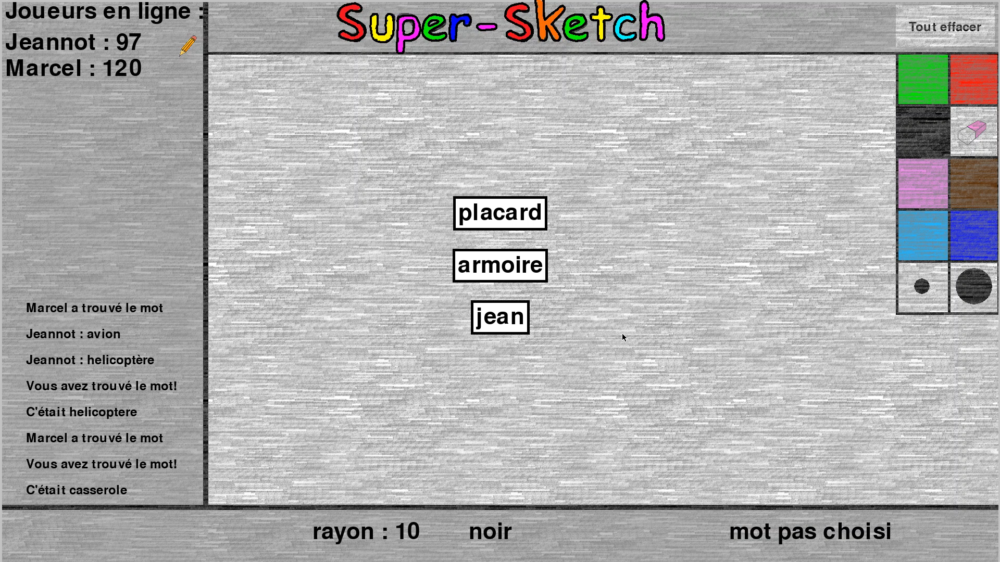 Joueurs en ligne :
Jeannot : 97
Marcel : 120
Super-Sketch
Tout effacer
placard
armoire
jean
Marcel a trouvé le mot
Jeannot : avion
Jeannot : helicoptère
Vous avez trouvé le mot!
C'était helicoptere
Marcel a trouvé le mot
Vous avez trouvé le mot!
C'était casserole
rayon : 10
noir
mot pas choisi